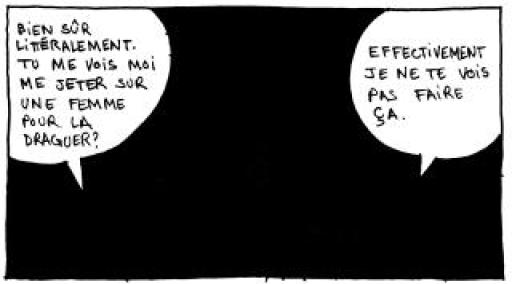 BIEN SÛR
LITTÉRALEMENT.
TU ME VOIS MOI
ME JETER SUR
UNE FEMME
POUR LA
DRAGUER?
EFFECTIVEMENT
JE NE TE VOIS
PAS FAIRE
ÇA.